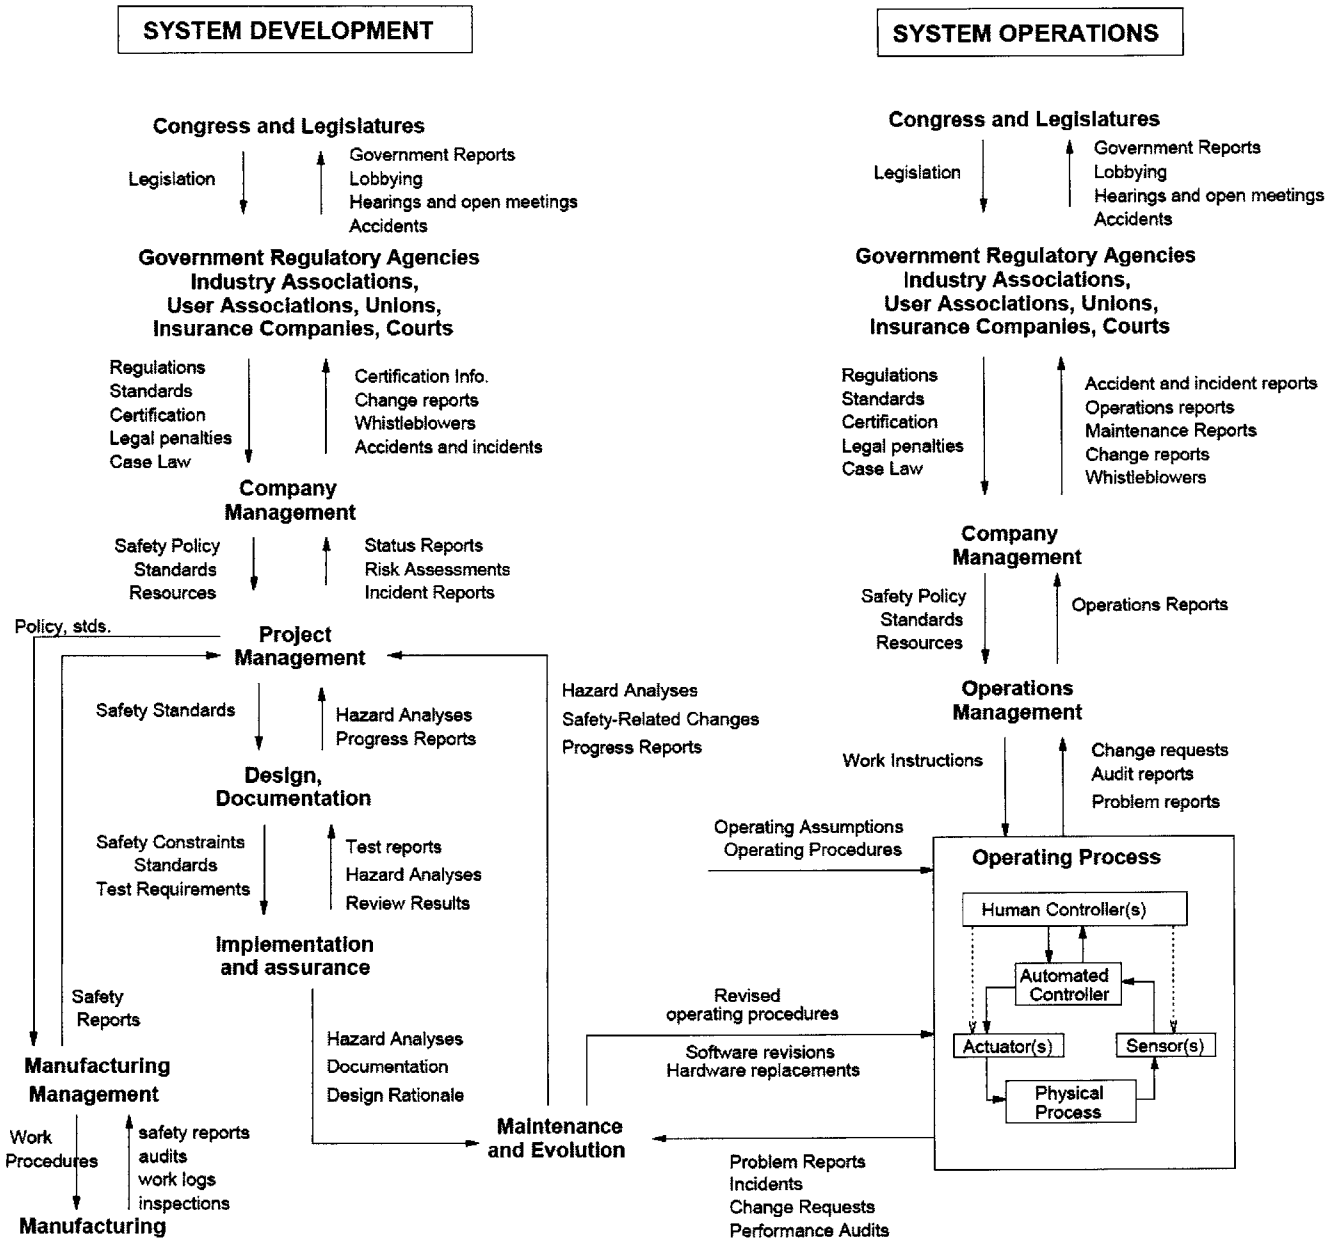 SYSTEM DEVELOPMENT
Congress and Legislatures
Legislation
Government Reports
Lobbying
Hearings and open meetings
Accidents
Government Regulatory Agencies
Industry Associations,
User Associations, Unions,
Insurance Companies, Courts
Regulations
Standards
Certification
Legal penalties
Case Law
Certification Info.
Change reports
Whistleblowers
Accidents and incidents
Company
Management
Safety Policy
Standards
Resources
Status Reports
Risk Assessments
Incident Reports
Policy, stds.
Project
Management
Safety Standards
Hazard Analyses
Progress Reports
Hazard Analyses
Safety-Related Changes
Progress Reports
Design,
Documentation
Safety Constraints
Standards
Test Requirements
Test reports
Hazard Analyses
Review Results
Implementation
and assurance
Safety
Reports
Hazard Analyses
Documentation
Design Rationale
Manufacturing
Management
Work
Procedures
safety reports
audits
work logs
inspections
Manufacturing
Maintenance
and Evolution
SYSTEM OPERATIONS
Congress and Legislatures
Legislation
Government Reports
Lobbying
Hearings and open meetings
Accidents
Government Regulatory Agencies
Industry Associations,
User Associations, Unions,
Insurance Companies, Courts
Regulations
Standards
Certification
Legal penalties
Case Law
Accident and incident reports
Operations reports
Maintenance Reports
Change reports
Whistleblowers
Company
Management
Safety Policy
Standards
Resources
Operations Reports
Operations
Management
Work Instructions
Change requests
Audit reports
Problem reports
Operating Assumptions
Operating Procedures
Operating Process
Human Controller(s)
Automated
Controller
Actuator(s)
Sensor(s)
Physical
Process
Revised
operating procedures
Software revisions
Hardware replacements
Problem Reports
Incidents
Change Requests
Performance Audits